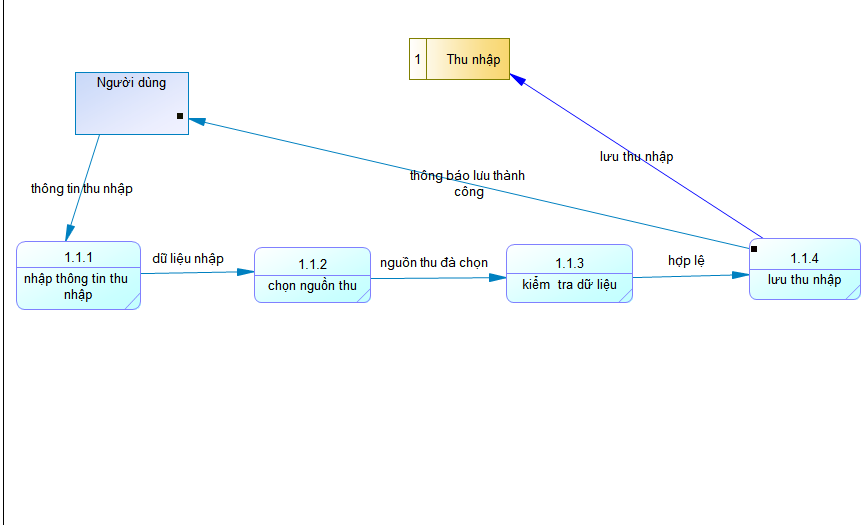 1
Thu nhập
Người dùng
lưu thu nhập
thông báo lưu thành
công
thông tin thu nhập
1.1.1
nhập thông tin thu
nhập
dữ liệu nhập
1.1.2
chọn nguồn thu
nguồn thu đà chọn
1.1.3
kiểm tra dữ liệu
hợp lệ
1.1.4
lưu thu nhập